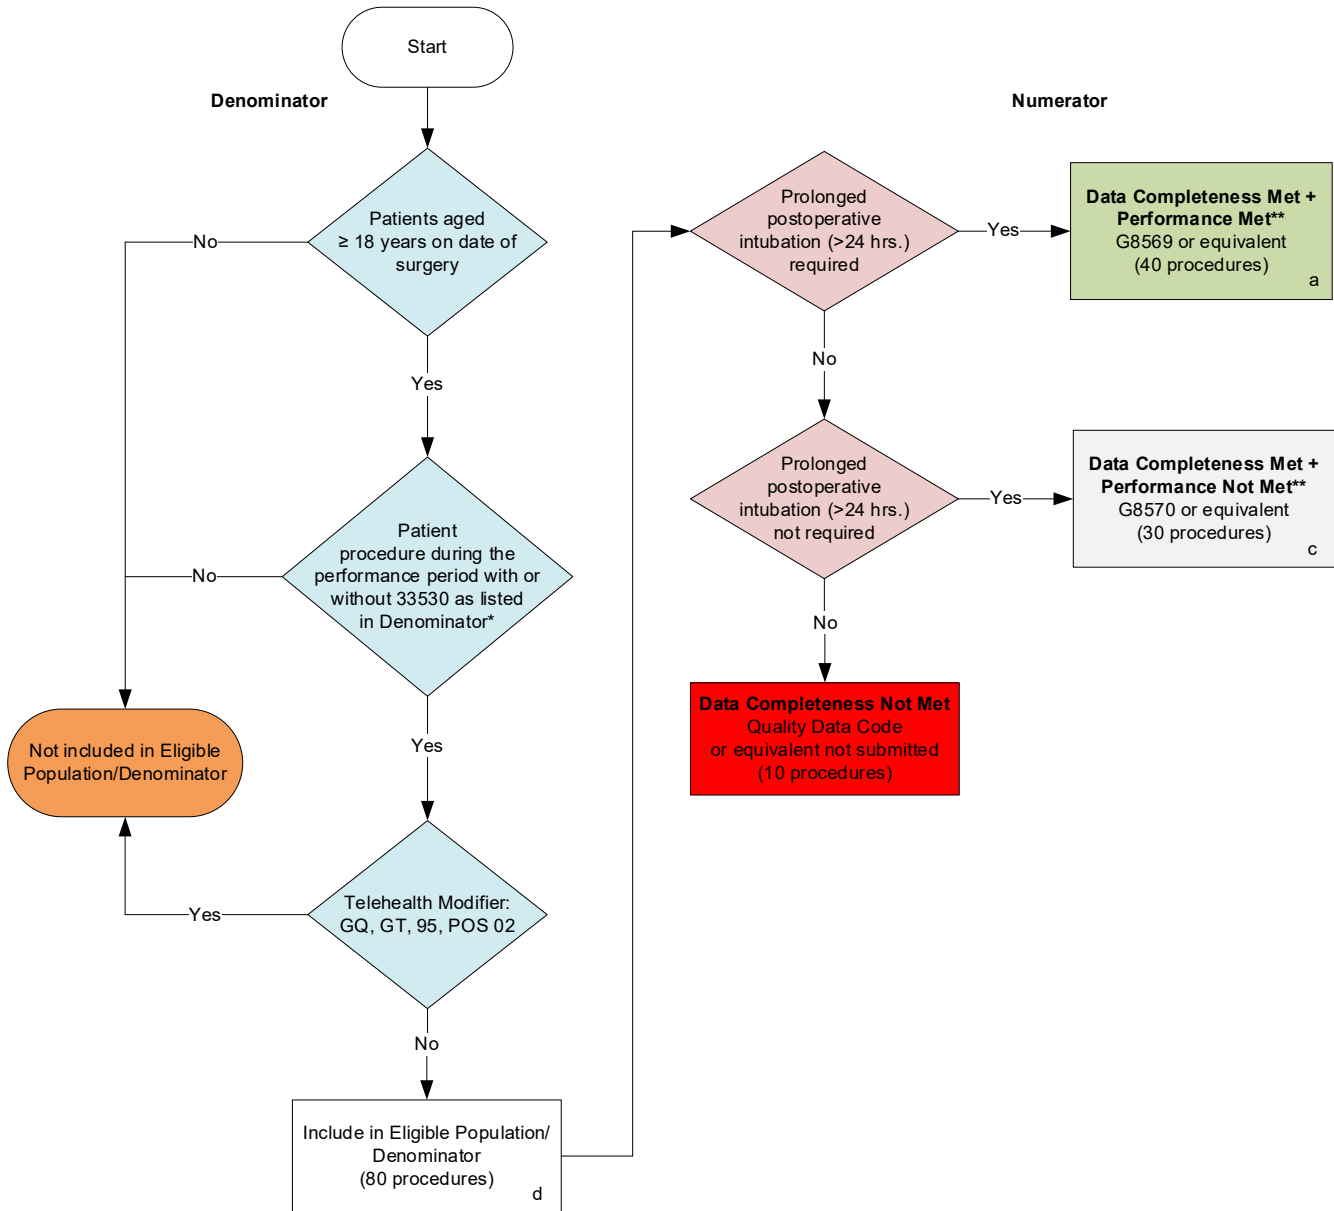 Start
Denominator
Patients aged
≥ 18 years on date of
surgery
No
Yes
Patient
procedure during the
performance period with or
without 33530 as listed
in Denominator*
No
Yes
Not included in Eligible
Population/Denominator
Telehealth Modifier:
GQ, GT, 95, POS 02
Yes
No
Include in Eligible Population/
Denominator
(80 procedures)
d
Numerator
Prolonged
postoperative
intubation (>24 hrs.)
required
Yes
Data Completeness Met +
Performance Met**
G8569 or equivalent
(40 procedures)
a
No
Prolonged
postoperative
intubation (>24 hrs.)
not required
Yes
Data Completeness Met +
Performance Not Met**
G8570 or equivalent
(30 procedures)
c
No
Data Completeness Not Met
Quality Data Code
or equivalent not submitted
(10 procedures)